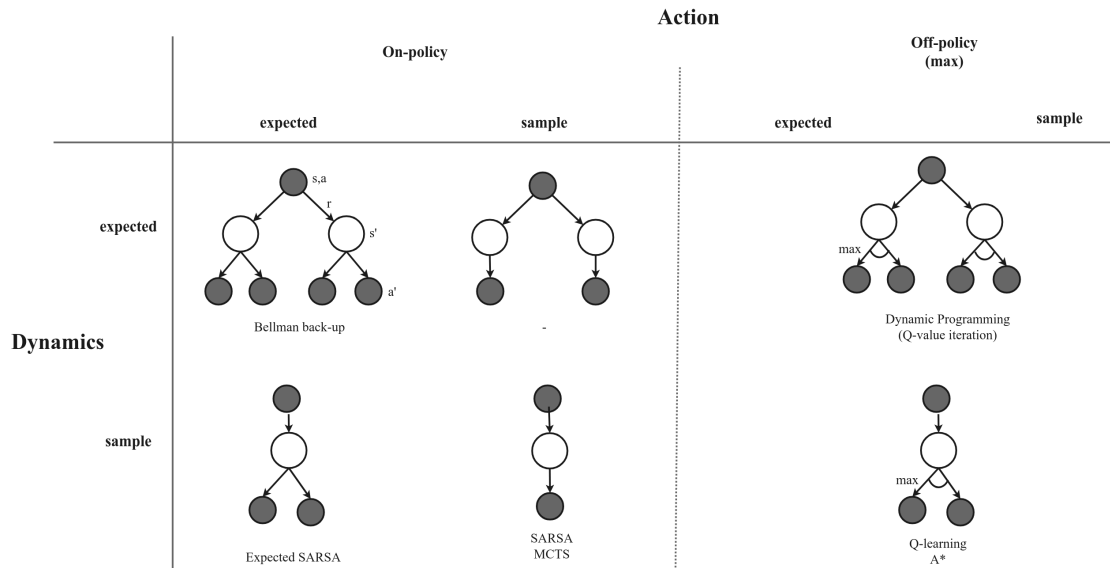 Action
On-policy
Off-policy
(max)
expected
sample
expected
sample
expected
s,a
r
s'
a'
max
Bellman back-up
-
Dynamic Programming
(Q-value iteration)
Dynamics
sample
max
Expected SARSA
SARSA
MCTS
Q-learning
A*